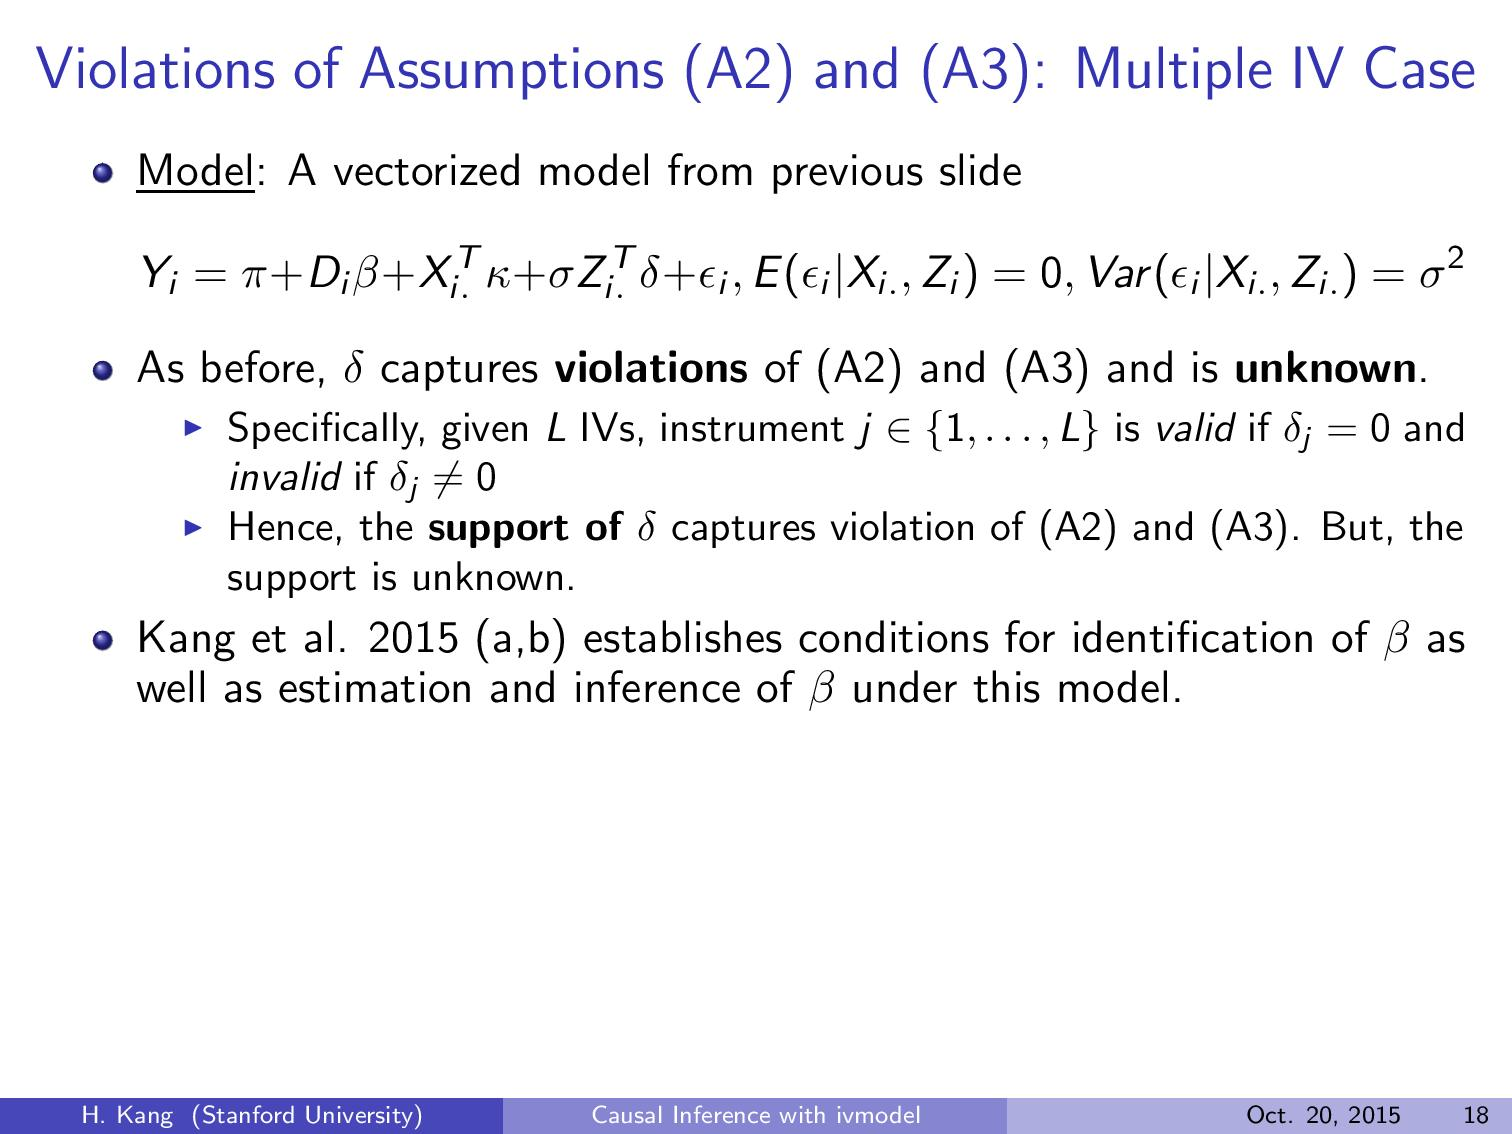 Violations of Assumptions (A2) and (A3): Multiple IV Case
Model: A vectorized model from previous slide
Y_i = π+D_iβ+X_{i.}^T κ+σZ_{i.}^T δ+ϵ_i, E(ϵ_i|X_{i.}, Z_i) = 0, Var(ϵ_i|X_{i.}, Z_{i.}) = σ^2
As before, δ captures violations of (A2) and (A3) and is unknown.
Specifically, given L IVs, instrument j ∈ {1, . . . , L} is valid if δ_j = 0 and
invalid if δ_j ≠ 0
Hence, the support of δ captures violation of (A2) and (A3). But, the
support is unknown.
Kang et al. 2015 (a,b) establishes conditions for identification of β as
well as estimation and inference of β under this model.
H. Kang (Stanford University) Causal Inference with ivmodel Oct. 20, 2015 18